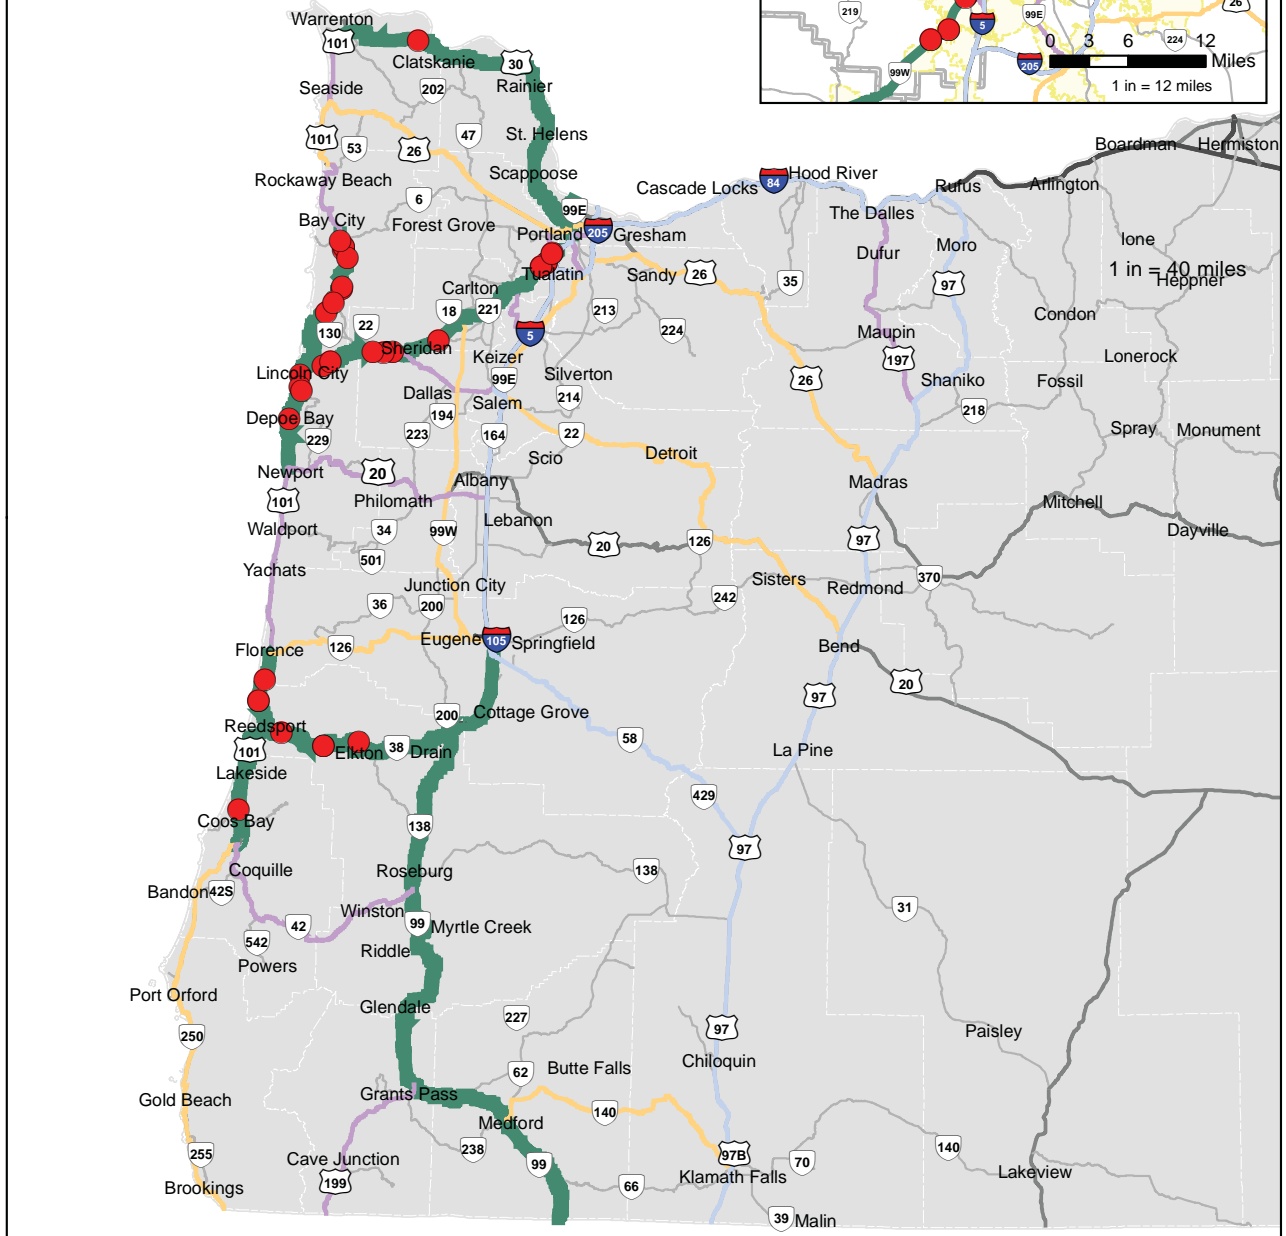 219
26
99E
5
0 3 6 224 12
205
Miles
99W
1 in = 12 miles
Warrenton
101
Clatskanie
30
Seaside
202
Rainier
101
53
26
47
St. Helens
Boardman
Hermiston
Scappoose
Rockaway Beach
Cascade Locks
84
Hood River
Rufus
Arlington
6
99E
The Dalles
Bay City
Forest Grove
Portland
205
Gresham
Dufur
Moro
Ione
Tualatin
Sandy
26
35
97
1 in = 40 miles
Heppner
Carlton
18
221
213
Condon
130
22
5
224
Maupin
Sheridan
Keizer
197
Lonerock
Lincoln City
99E
Silverton
26
Shaniko
Fossil
Dallas
Salem
214
218
Depoe Bay
194
229
223
164
22
Spray
Monument
Newport
20
Scio
Detroit
Albany
Madras
101
Philomath
Mitchell
Waldport
34
99W
Lebanon
20
126
97
Dayville
501
Yachats
Junction City
Sisters
Redmond
370
36
200
126
242
Florence
126
Eugene
105
Springfield
Bend
97
20
Reedsport
200
Cottage Grove
101
Elkton
38
Drain
58
La Pine
Lakeside
429
Coos Bay
138
97
Coquille
Roseburg
138
Bandon
42S
Winston
99
Myrtle Creek
31
542
42
Riddle
Powers
Port Orford
Glendale
227
97
Paisley
250
Chiloquin
62
Butte Falls
Gold Beach
Grants Pass
140
Medford
255
Cave Junction
238
99
97B
70
140
Brookings
199
66
Klamath Falls
Lakeview
39
Malin